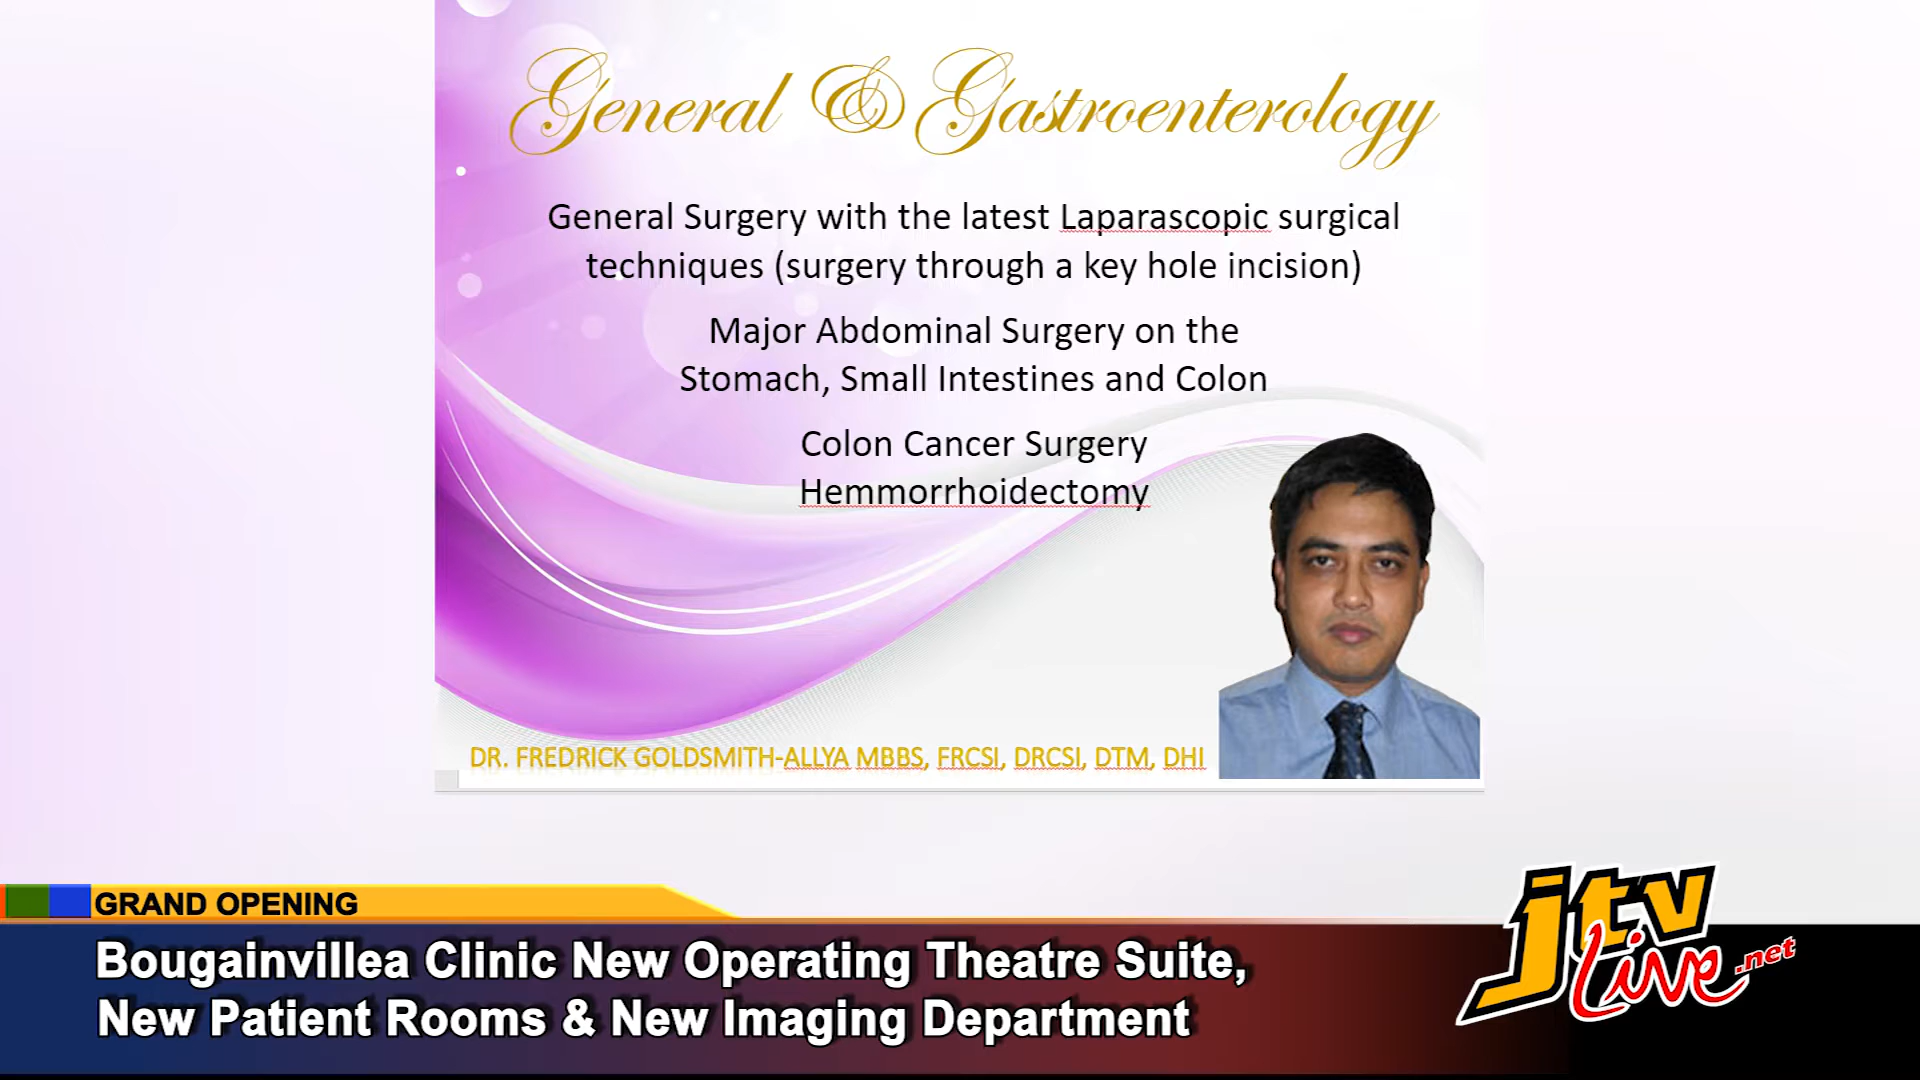 General & Gastroenterology
General Surgery with the latest Laparascopic surgical
techniques (surgery through a key hole incision)
Major Abdominal Surgery on the
Stomach, Small Intestines and Colon
Colon Cancer Surgery
Hemmorrhoidectomy
DR. FREDRICK GOLDSMITH-ALLYA MBBS, FRCSI, DRCSI, DTM, DHI
GRAND OPENING
Bougainvillea Clinic New Operating Theatre Suite,
New Patient Rooms & New Imaging Department
jtv
Live.net